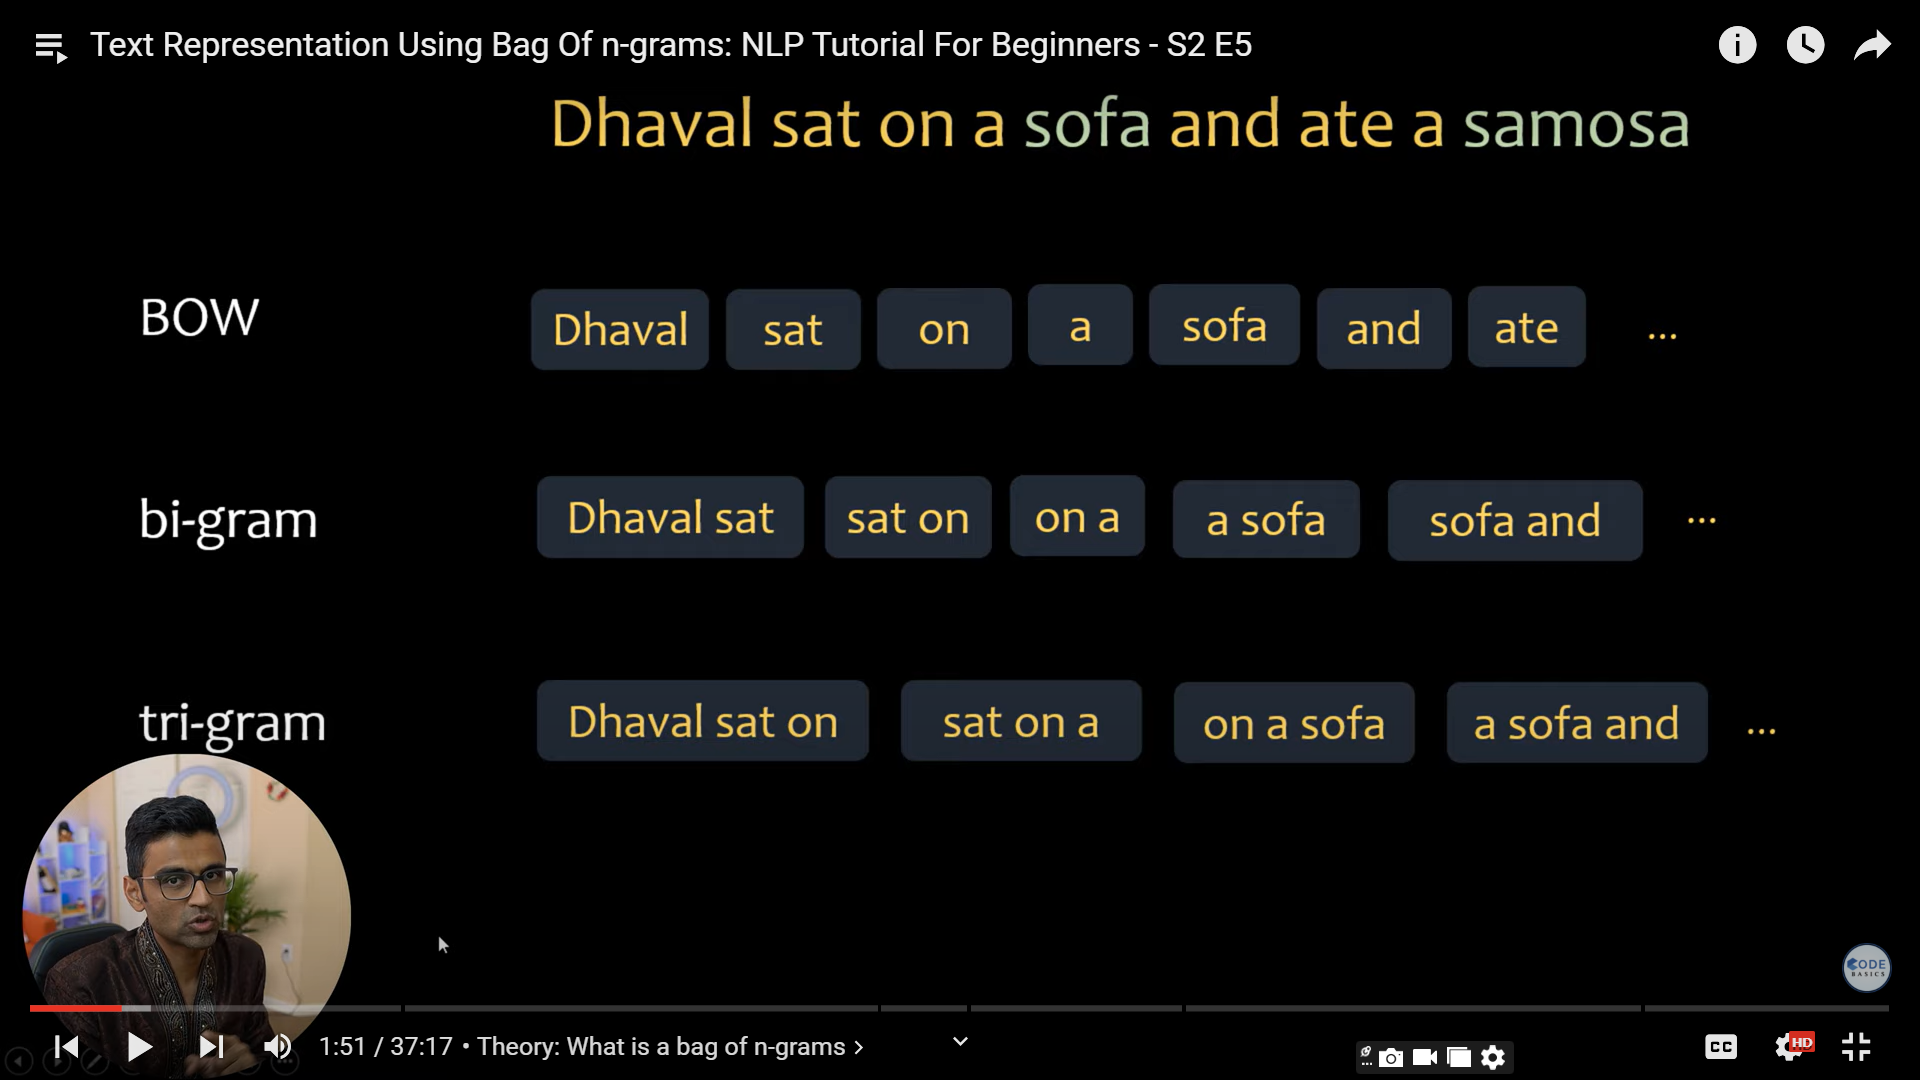 Text Representation Using Bag Of n-grams: NLP Tutorial For Beginners - S2 E5
Dhaval sat on a sofa and ate a samosa
BOW Dhaval sat on a sofa and ate ...
bi-gram Dhaval sat sat on on a a sofa sofa and ...
tri-gram Dhaval sat on sat on a on a sofa a sofa and ...
CODE
BASICS
1:51 / 37:17 • Theory: What is a bag of n-grams CC HD